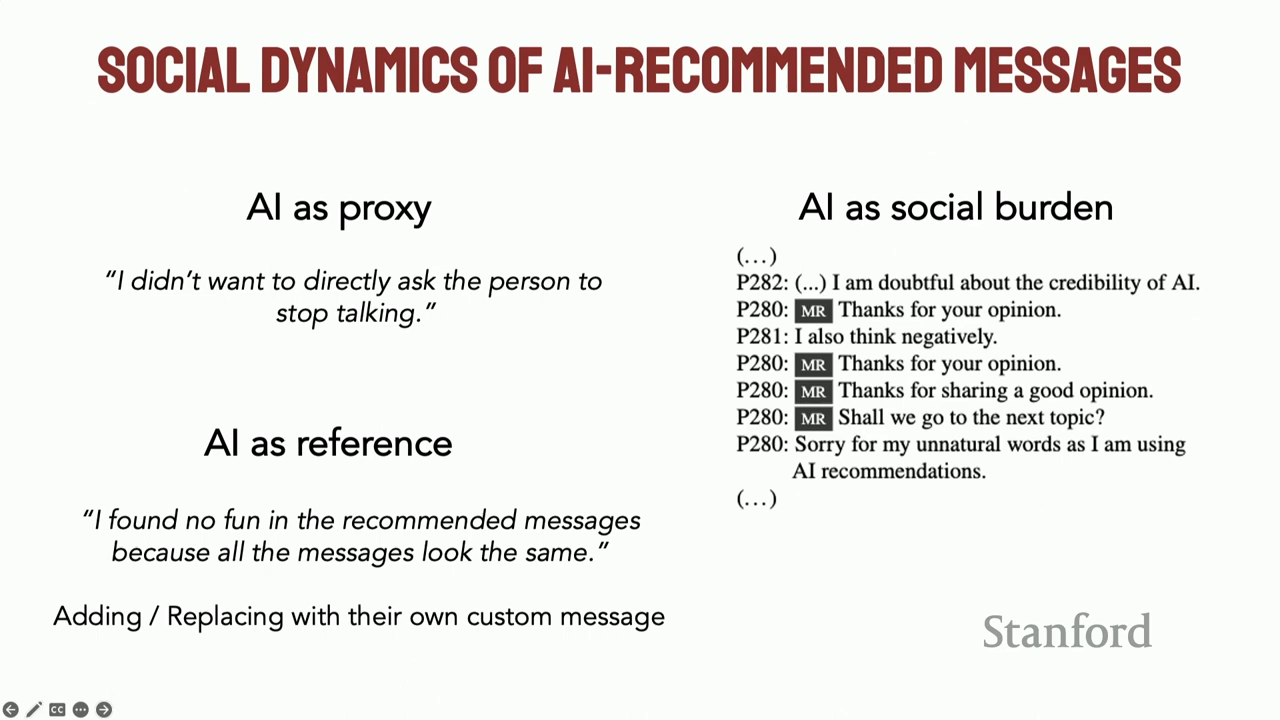 SOCIAL DYNAMICS OF AI-RECOMMENDED MESSAGES
AI as proxy
“I didn’t want to directly ask the person to
stop talking.”
AI as reference
“I found no fun in the recommended messages
because all the messages look the same.”
Adding / Replacing with their own custom message
AI as social burden
(...)
P282: (...) I am doubtful about the credibility of AI.
P280: MR Thanks for your opinion.
P281: I also think negatively.
P280: MR Thanks for your opinion.
P280: MR Thanks for sharing a good opinion.
P280: MR Shall we go to the next topic?
P280: Sorry for my unnatural words as I am using
AI recommendations.
(...)
Stanford
CC